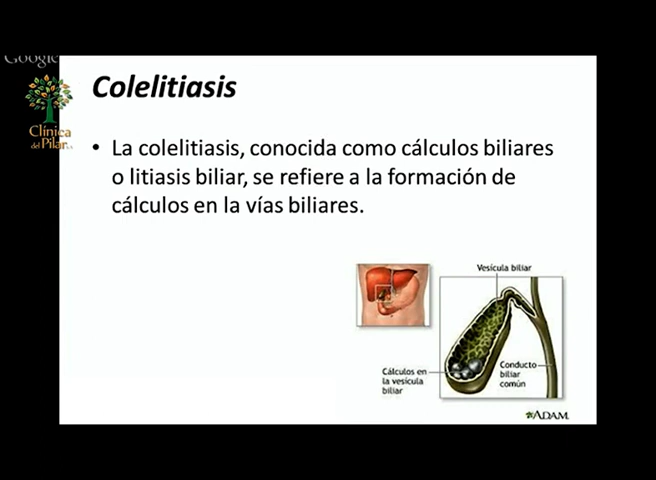 Google
Colelitiasis
Clínica
del Pilar S.A.
• La colelitiasis, conocida como cálculos biliares
o litiasis biliar, se refiere a la formación de
cálculos en la vías biliares.
Vesícula biliar
Cálculos en
la vesícula
biliar
Conducto
biliar
común
ADAM